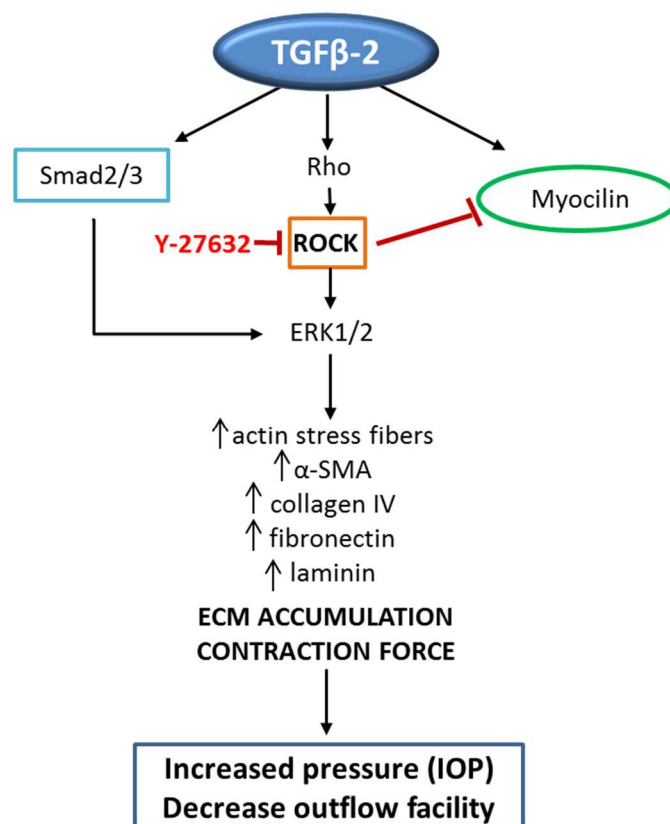 TGFβ-2
Smad2/3
Rho
Myocilin
Y-27632
ROCK
ERK1/2
↑actin stress fibers
↑α-SMA
↑ collagen IV
↑ fibronectin
↑ laminin
ECM ACCUMULATION
CONTRACTION FORCE
Increased pressure (IOP)
Decrease outflow facility